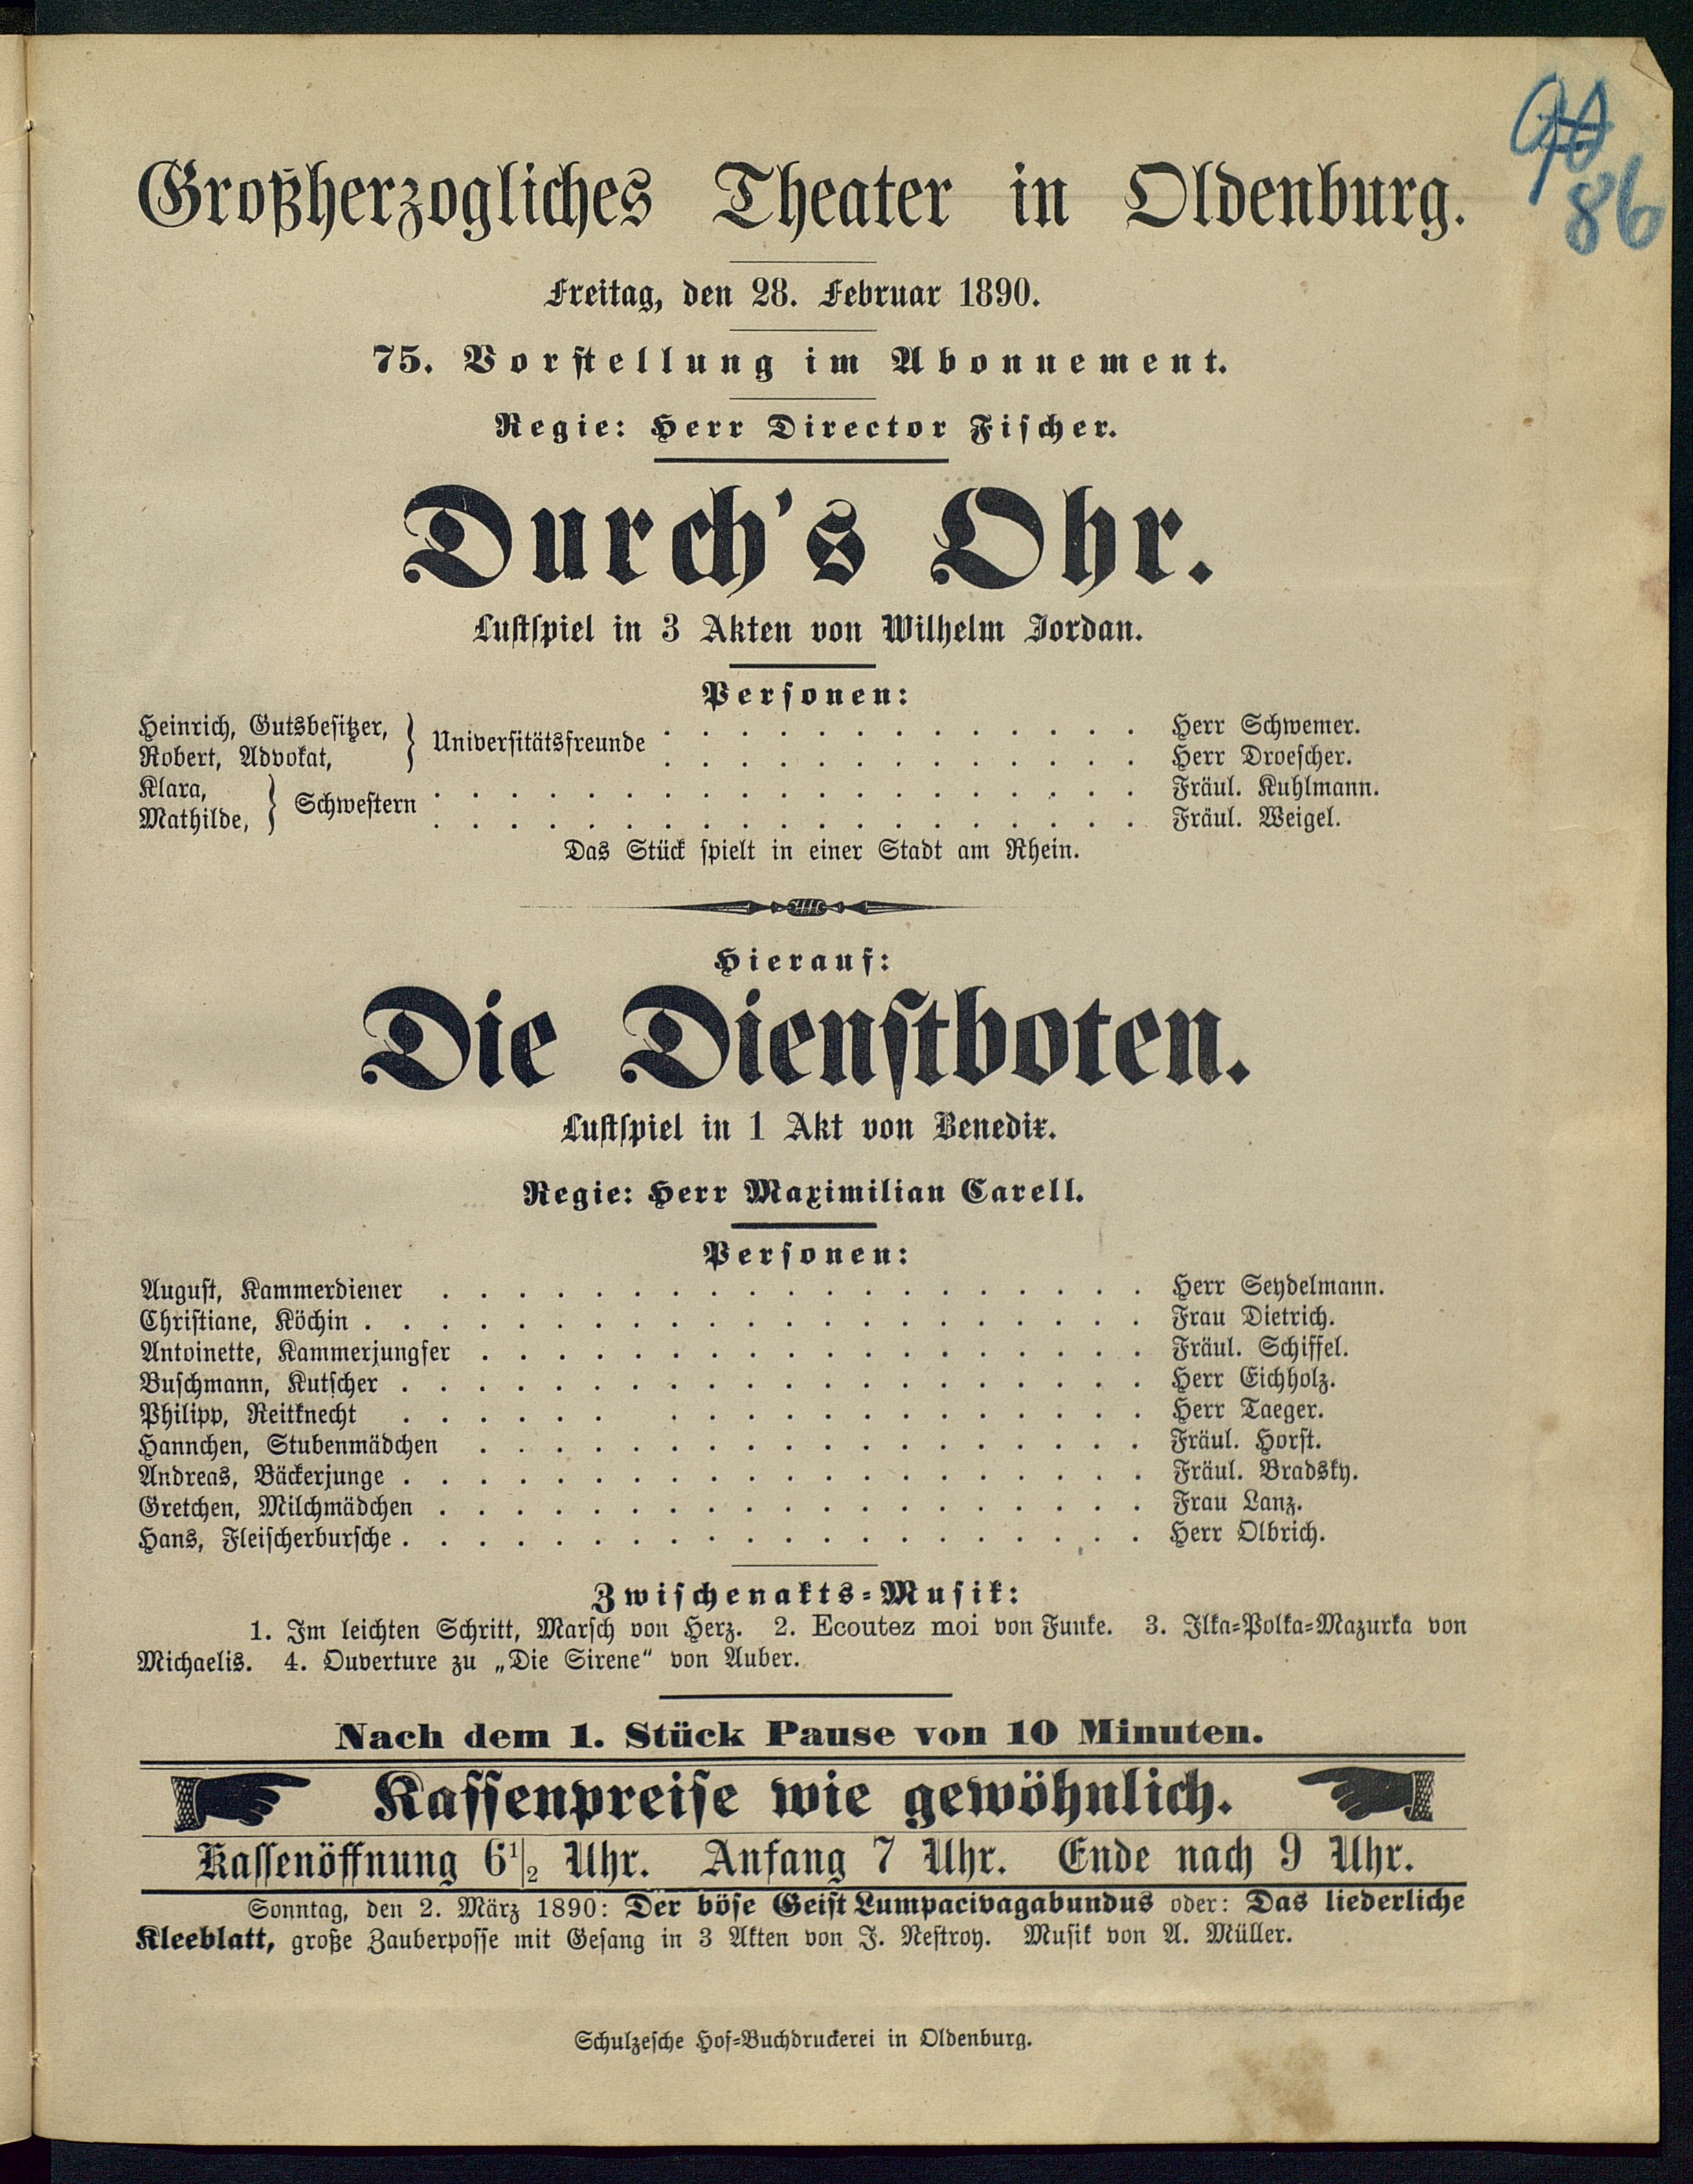 86
Großherzogliches Theater in Oldenburg.
Freitag, den 28. Februar 1890.
75. Vorstellung im Abonnement.
Regie: Herr Director Fischer.
Durch's Ohr.
Lustspiel in 3 Akten von Wilhelm Jordan.
Personen:
Heinrich, Gutsbesitzer, } Universitätsfreunde . . . . . . . . . . . . . Herr Schwemer.
Robert, Advokat, . . . . . . . . . . . . . Herr Droescher.
Klara, } Schwestern . . . . . . . . . . . . . . . . . . . Fräul. Kuhlmann.
Mathilde, . . . . . . . . . . . . . . . . . . . Fräul. Weigel.
Das Stück spielt in einer Stadt am Rhein.
Hierauf:
Die Dienstboten.
Lustspiel in 1 Akt von Benedix.
Regie: Herr Maximilian Carell.
Personen:
August, Kammerdiener . . . . . . . . . . . . . . . . . . . Herr Seydelmann.
Christiane, Köchin . . . . . . . . . . . . . . . . . . . . . Frau Dietrich.
Antoinette, Kammerjungfer . . . . . . . . . . . . . . . . . . Fräul. Schiffel.
Buschmann, Kutscher . . . . . . . . . . . . . . . . . . . . Herr Eichholz.
Philipp, Reitknecht . . . . . . . . . . . . . . . . . . . Herr Taeger.
Hannchen, Stubenmädchen . . . . . . . . . . . . . . . . . . Fräul. Horst.
Andreas, Bäckerjunge . . . . . . . . . . . . . . . . . . . . Fräul. Bradsky.
Gretchen, Milchmädchen . . . . . . . . . . . . . . . . . . . Frau Lanz.
Hans, Fleischerbursche . . . . . . . . . . . . . . . . . . . . Herr Olbrich.
Zwischenakts-Musik:
1. Im leichten Schritt, Marsch von Herz. 2. Ecoutez moi von Funke. 3. Ilka-Polka-Mazurka von
Michaelis. 4. Ouverture zu „Die Sirene“ von Auber.
Nach dem 1. Stück Pause von 10 Minuten.
Kassenpreise wie gewöhnlich.
Kassenöffnung 6 1/2 Uhr. Anfang 7 Uhr. Ende nach 9 Uhr.
Sonntag, den 2. März 1890: Der böse Geist Lumpacivagabundus oder: Das liederliche
Kleeblatt, große Zauberposse mit Gesang in 3 Akten von J. Nestroy. Musik von A. Müller.
Schulzesche Hof-Buchdruckerei in Oldenburg.